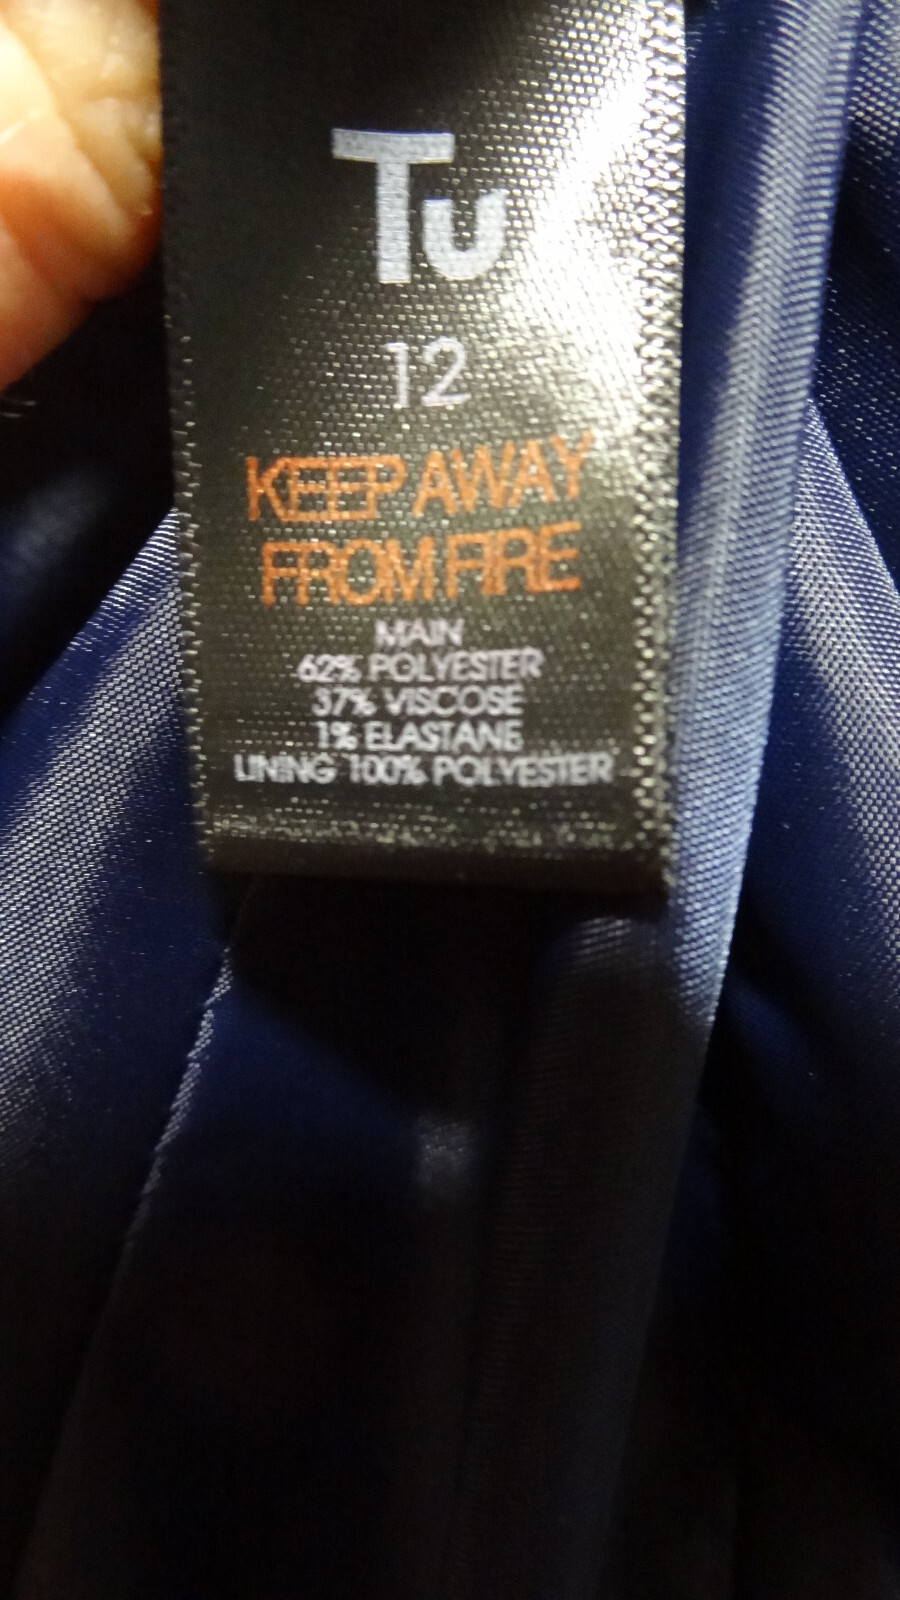 Tu
12
KEEP AWAY
FROM FIRE
MAIN
62% POLYESTER
37% VISCOSE
1% ELASTANE
LINING 100% POLYESTER